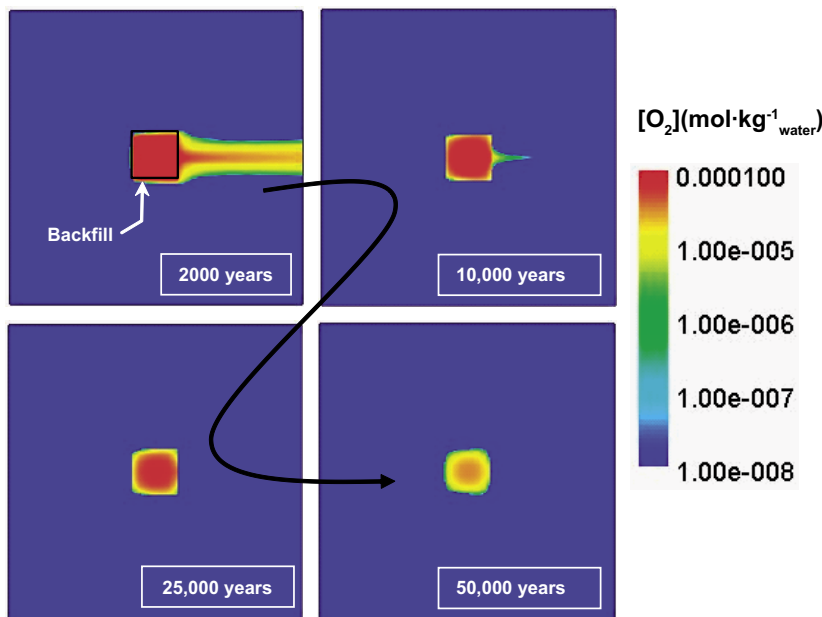 Backfill
2000 years
10,000 years
25,000 years
50,000 years
[O₂](mol·kg⁻¹water)
0.000100
1.00e-005
1.00e-006
1.00e-007
1.00e-008